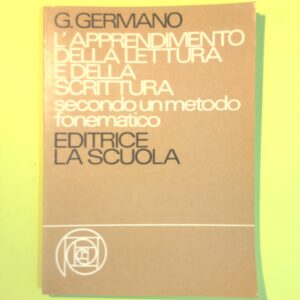 G. GERMANO
L'APPRENDIMENTO
DELLA LETTURA
E DELLA
SCRITTURA
secondo un metodo
fonematico
EDITRICE
LA SCUOLA